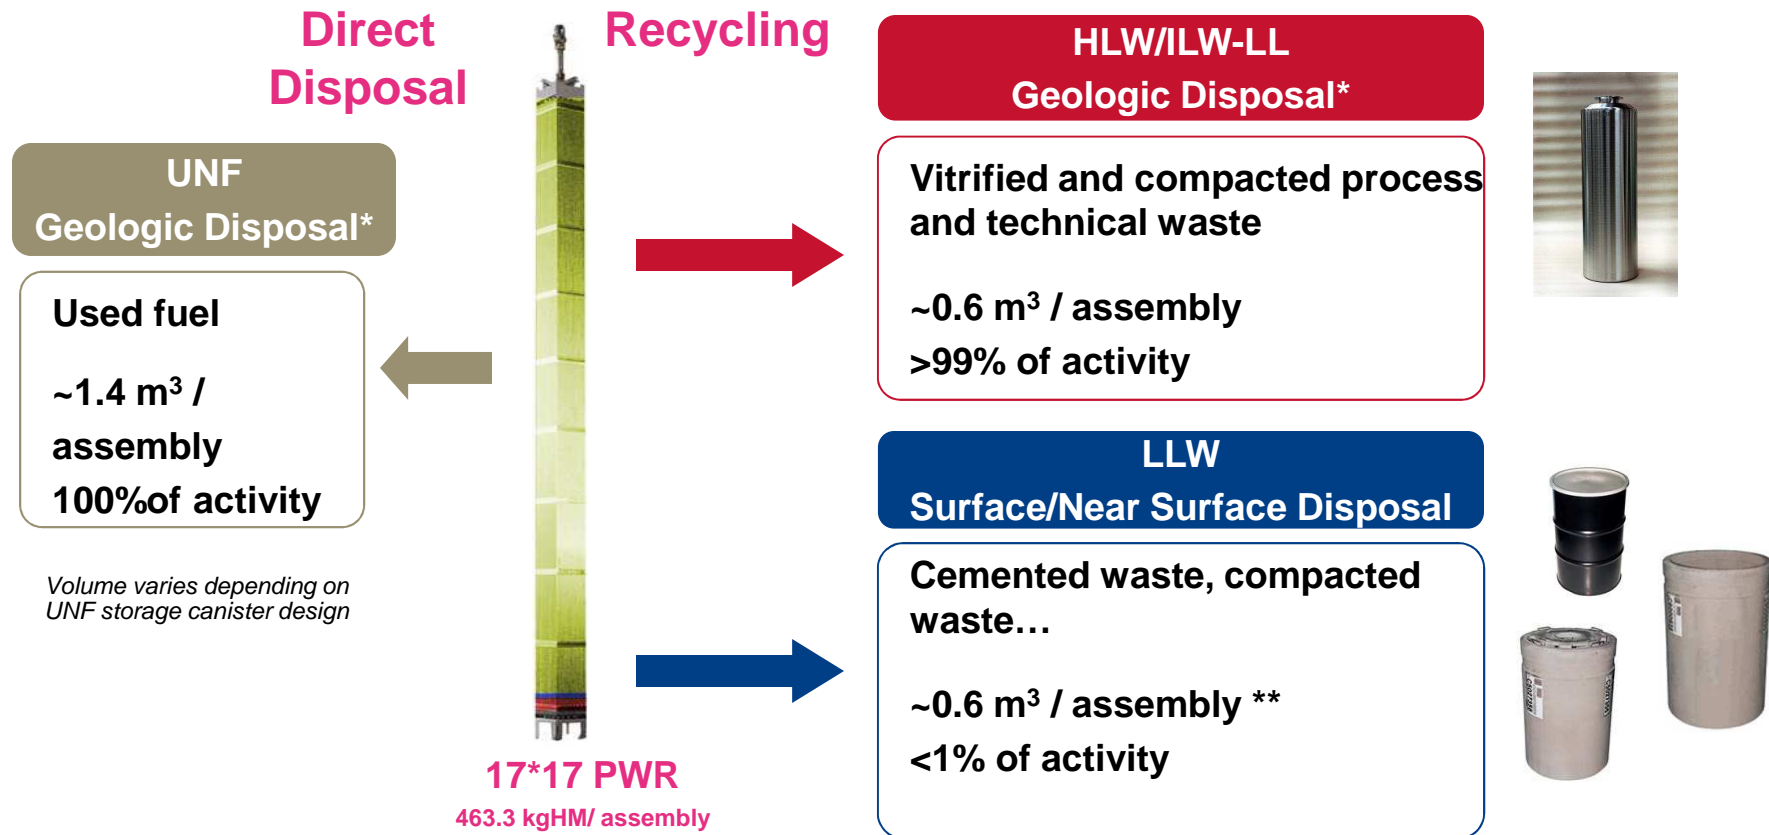 Direct
Disposal
Recycling
UNF
Geologic Disposal*
Used fuel
~1.4 m³ /
assembly
100%of activity
Volume varies depending on
UNF storage canister design
17*17 PWR
463.3 kgHM/ assembly
HLW/ILW-LL
Geologic Disposal*
Vitrified and compacted process
and technical waste
~0.6 m³ / assembly
>99% of activity
LLW
Surface/Near Surface Disposal
Cemented waste, compacted
waste…
~0.6 m³ / assembly **
<1% of activity